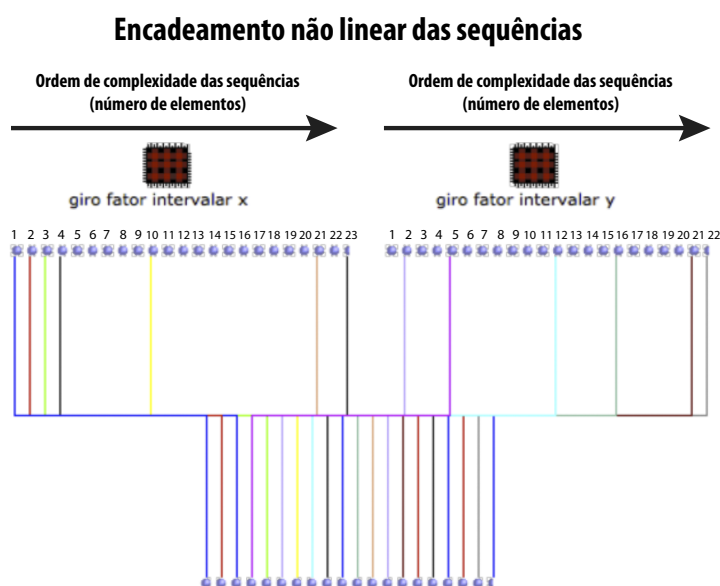 Encadeamento não linear das sequências
Ordem de complexidade das sequências
(número de elementos)
Ordem de complexidade das sequências
(número de elementos)
giro fator intervalar x
giro fator intervalar y
1 2 3 4 5 6 7 8 9 10 11 12 13 14 15 16 17 18 19 20 21 22 23
1 2 3 4 5 6 7 8 9 10 11 12 13 14 15 16 17 18 19 20 21 22